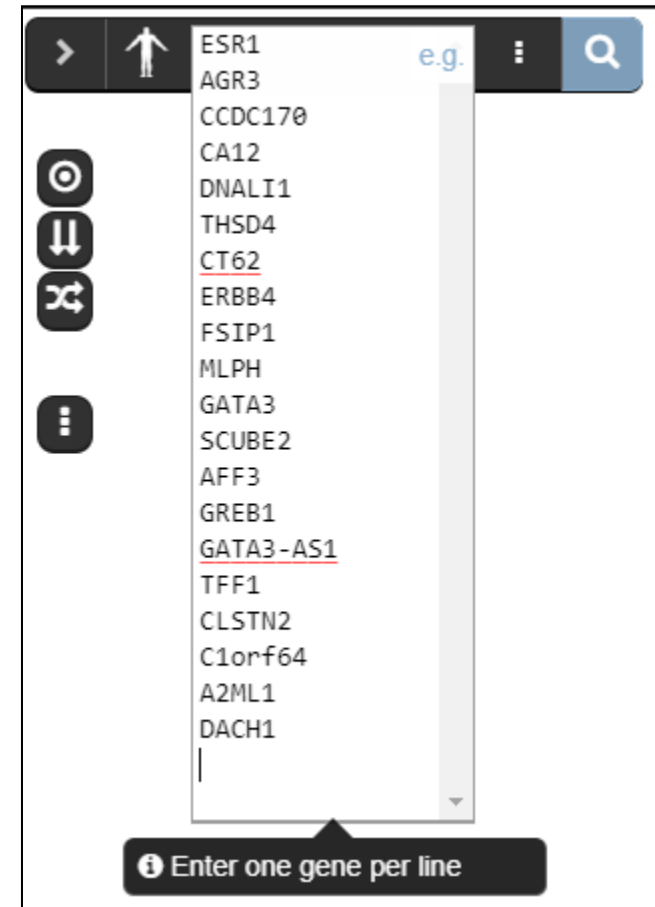 ESR1
e.g.
AGR3
CCDC170
CA12
DNALI1
THSD4
CT62
ERBB4
FSIP1
MLPH
GATA3
SCUBE2
AFF3
GREB1
GATA3-AS1
TFF1
CLSTN2
C1orf64
A2ML1
DACH1
Enter one gene per line